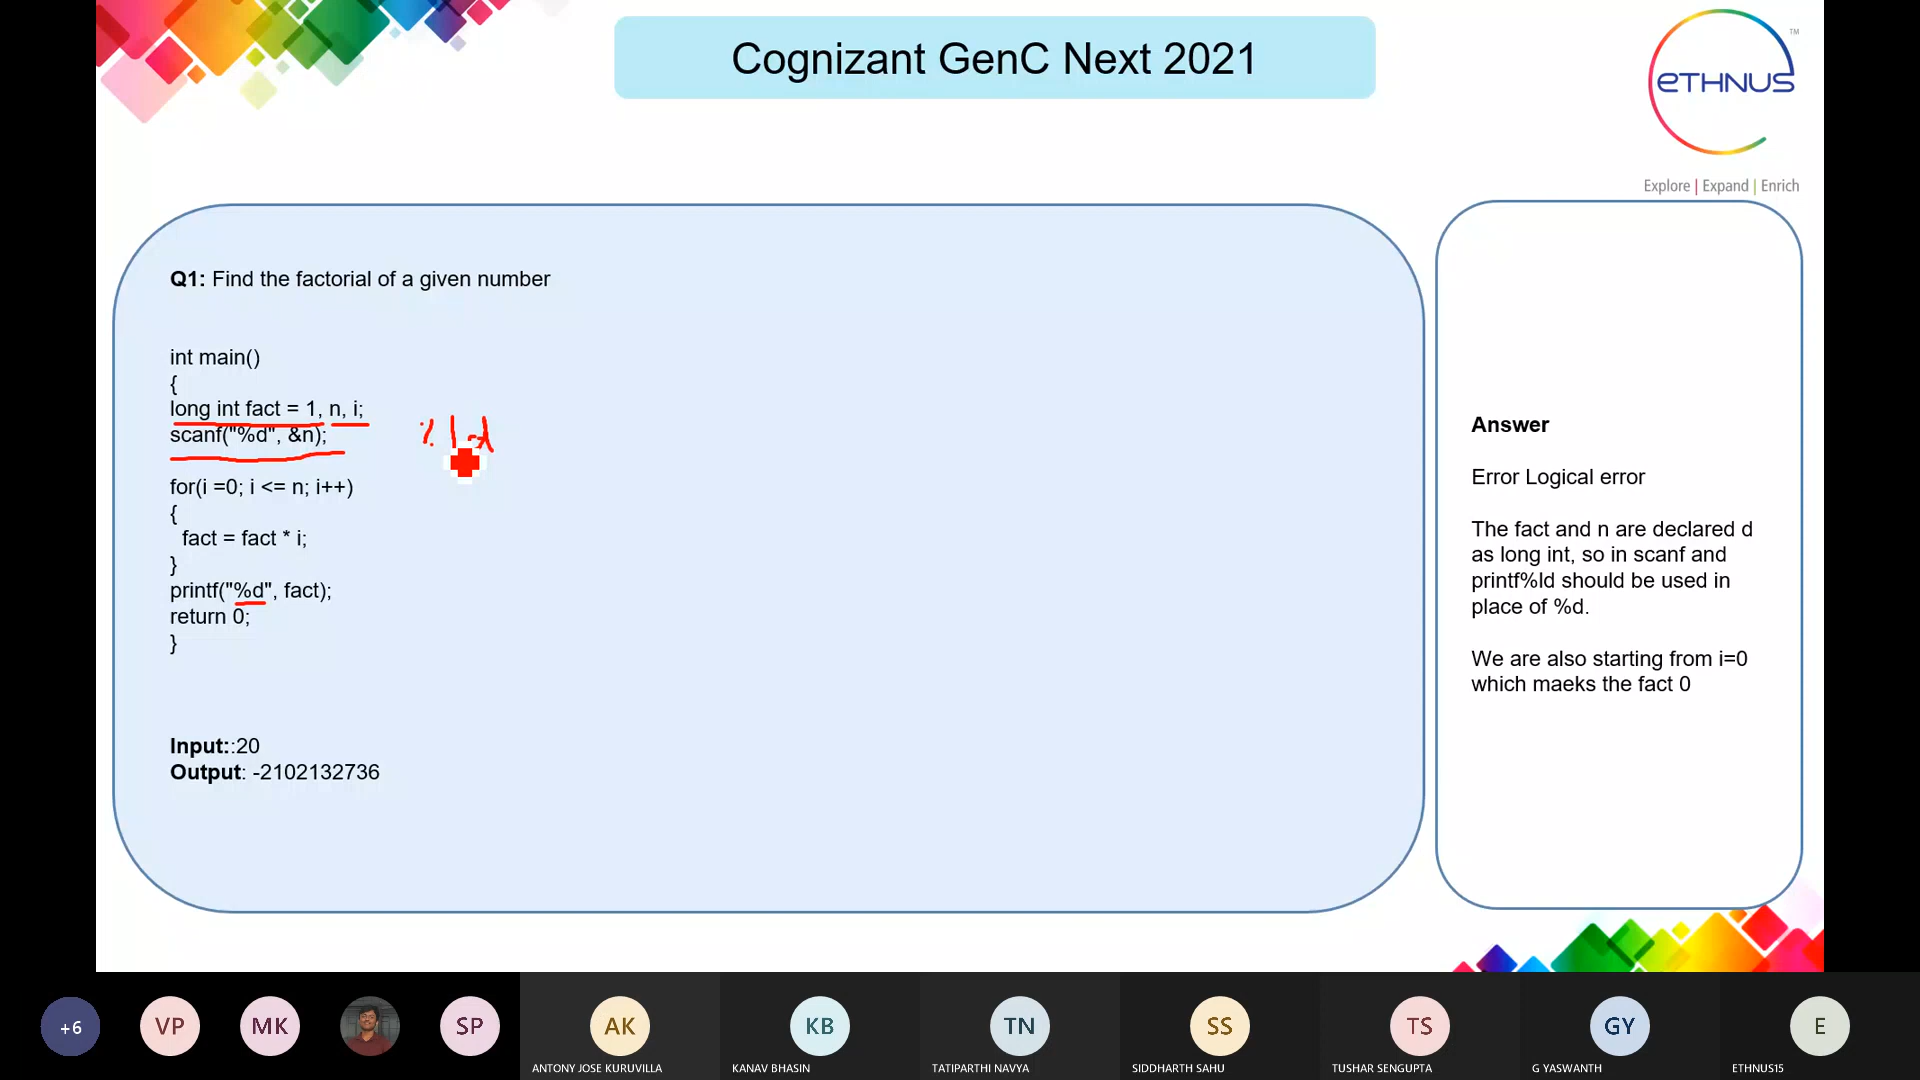 Cognizant GenC Next 2021
eTHNUS
TM
Explore | Expand | Enrich
Q1: Find the factorial of a given number
int main()
{
long int fact = 1, n, i;
scanf("%d", &n);
%ld
for(i =0; i <= n; i++)
{
fact = fact * i;
}
printf("%d", fact);
return 0;
}
Input::20
Output: -2102132736
Answer
Error Logical error
The fact and n are declared d
as long int, so in scanf and
printf%ld should be used in
place of %d.
We are also starting from i=0
which maeks the fact 0
+6
VP
MK
SP
AK
KB
TN
SS
TS
GY
E
ANTONY JOSE KURUVILLA
KANAV BHASIN
TATIPARTHI NAVYA
SIDDHARTH SAHU
TUSHAR SENGUPTA
G YASWANTH
ETHNUS15